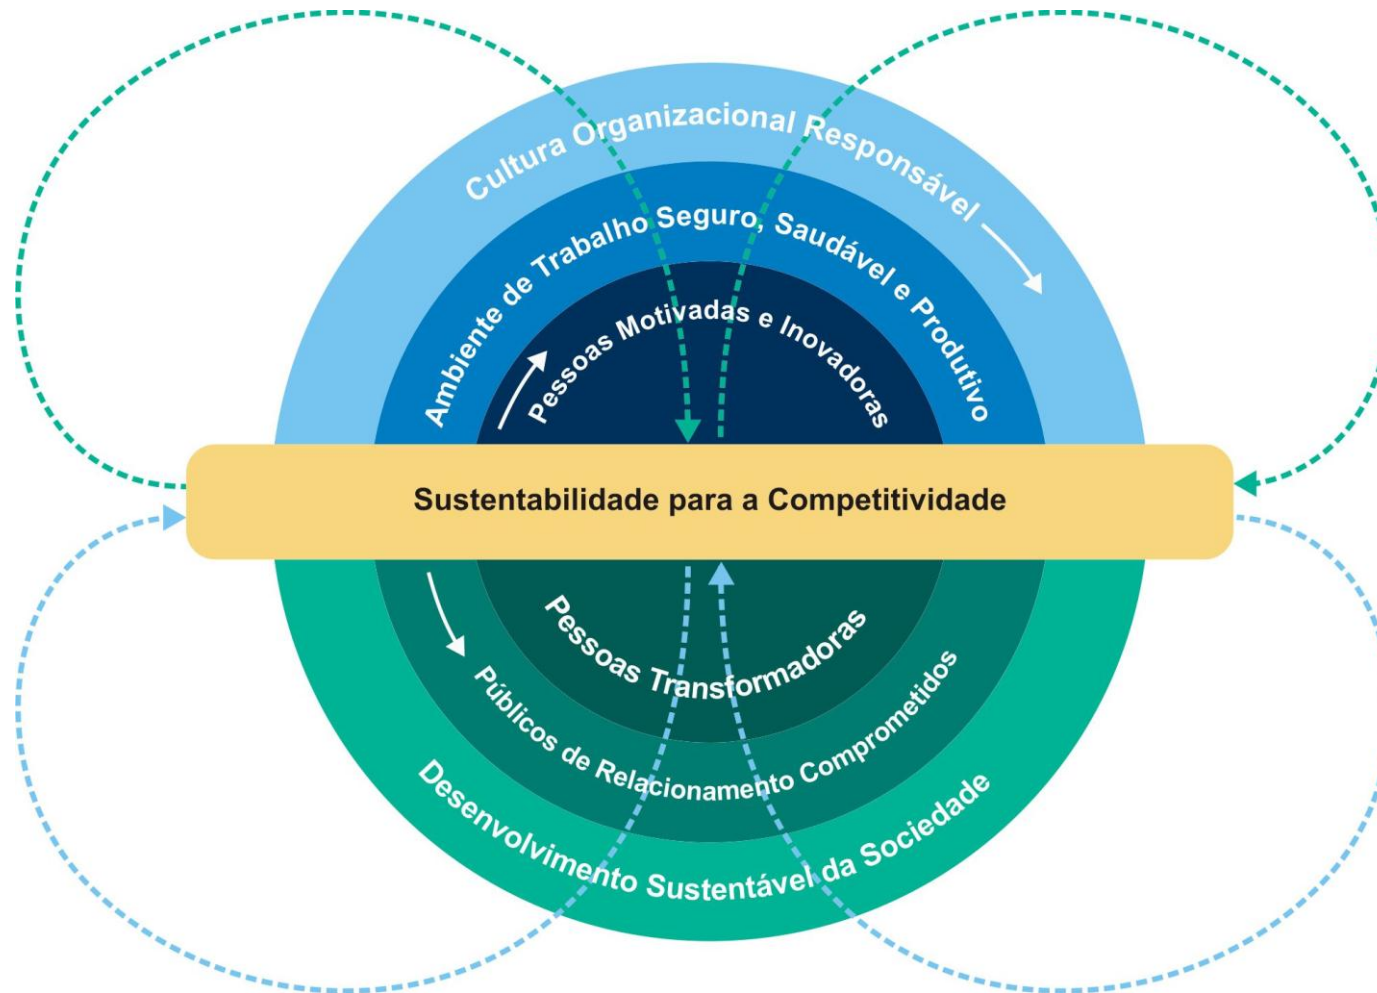 Cultura Organizacional Responsável
Ambiente de Trabalho Seguro, Saudável e Produtivo
Pessoas Motivadas e Inovadoras
Sustentabilidade para a Competitividade
Pessoas Transformadoras
Públicos de Relacionamento Comprometidos
Desenvolvimento Sustentável da Sociedade